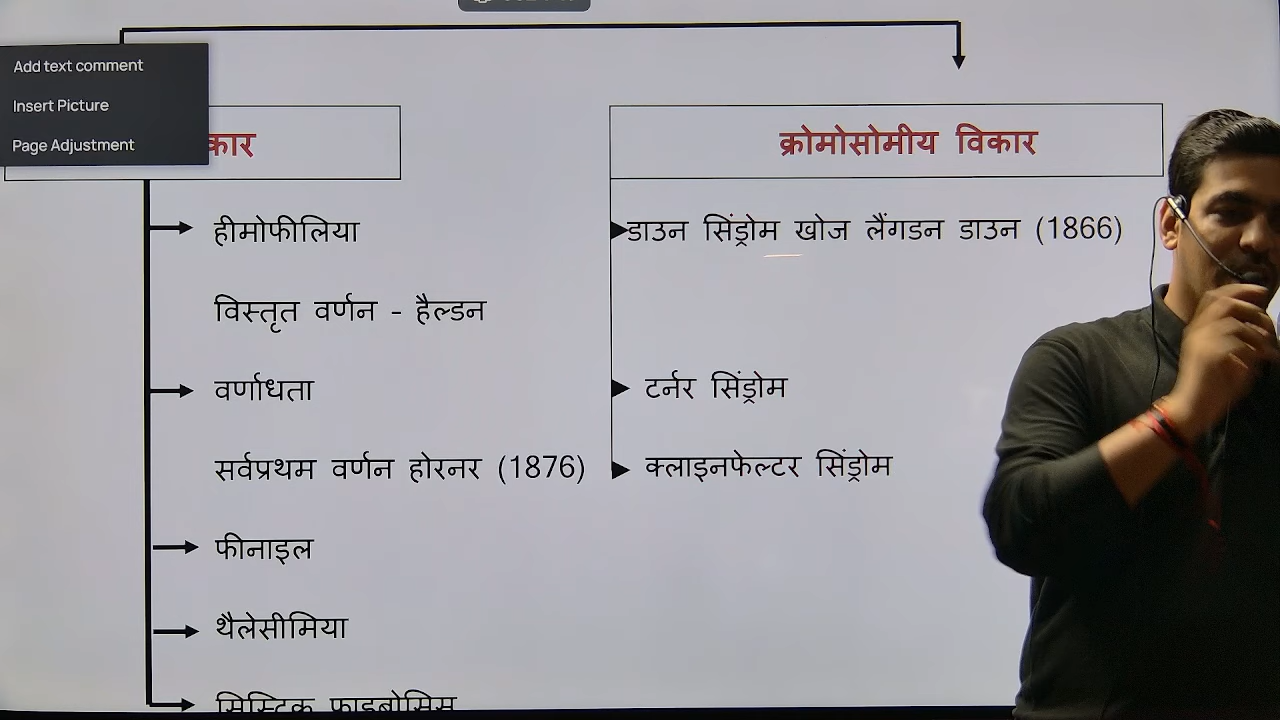 Add text comment
Insert Picture
Page Adjustment
कार
क्रोमोसोमीय विकार
हीमोफीलिया
विस्तृत वर्णन - हैल्डन
वर्णाधता
सर्वप्रथम वर्णन होरनर (1876)
फीनाइल
थैलेसीमिया
सिस्टिक फाइब्रोसिस
डाउन सिंड्रोम खोज लैंगडन डाउन (1866)
टर्नर सिंड्रोम
क्लाइनफेल्टर सिंड्रोम